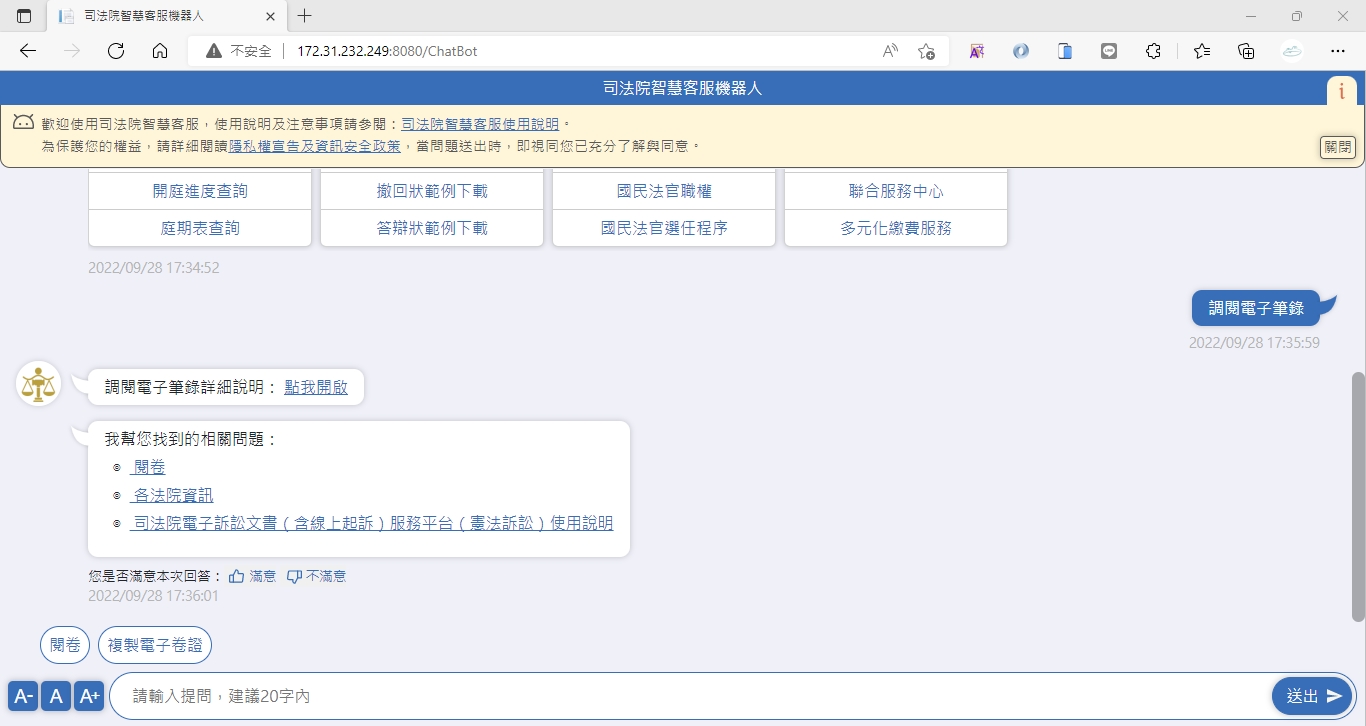 司法院智慧客服機器人
不安全 172.31.232.249:8080/ChatBot
司法院智慧客服機器人
i
歡迎使用司法院智慧客服，使用說明及注意事項請參閱：司法院智慧客服使用說明。
為保護您的權益，請詳細閱讀隱私權宣告及資訊安全政策，當問題送出時，即視同您已充分了解與同意。
關閉
開庭進度查詢 撤回狀範例下載 國民法官職權 聯合服務中心
庭期表查詢 答辯狀範例下載 國民法官選任程序 多元化繳費服務
2022/09/28 17:34:52
調閱電子筆錄
2022/09/28 17:35:59
調閱電子筆錄詳細說明： 點我開啟
我幫您找到的相關問題：
閱卷
各法院資訊
司法院電子訴訟文書（含線上起訴）服務平台（憲法訴訟）使用說明
您是否滿意本次回答： 滿意 不滿意
2022/09/28 17:36:01
閱卷 複製電子卷證
A- A A+ 請輸入提問，建議20字內 送出